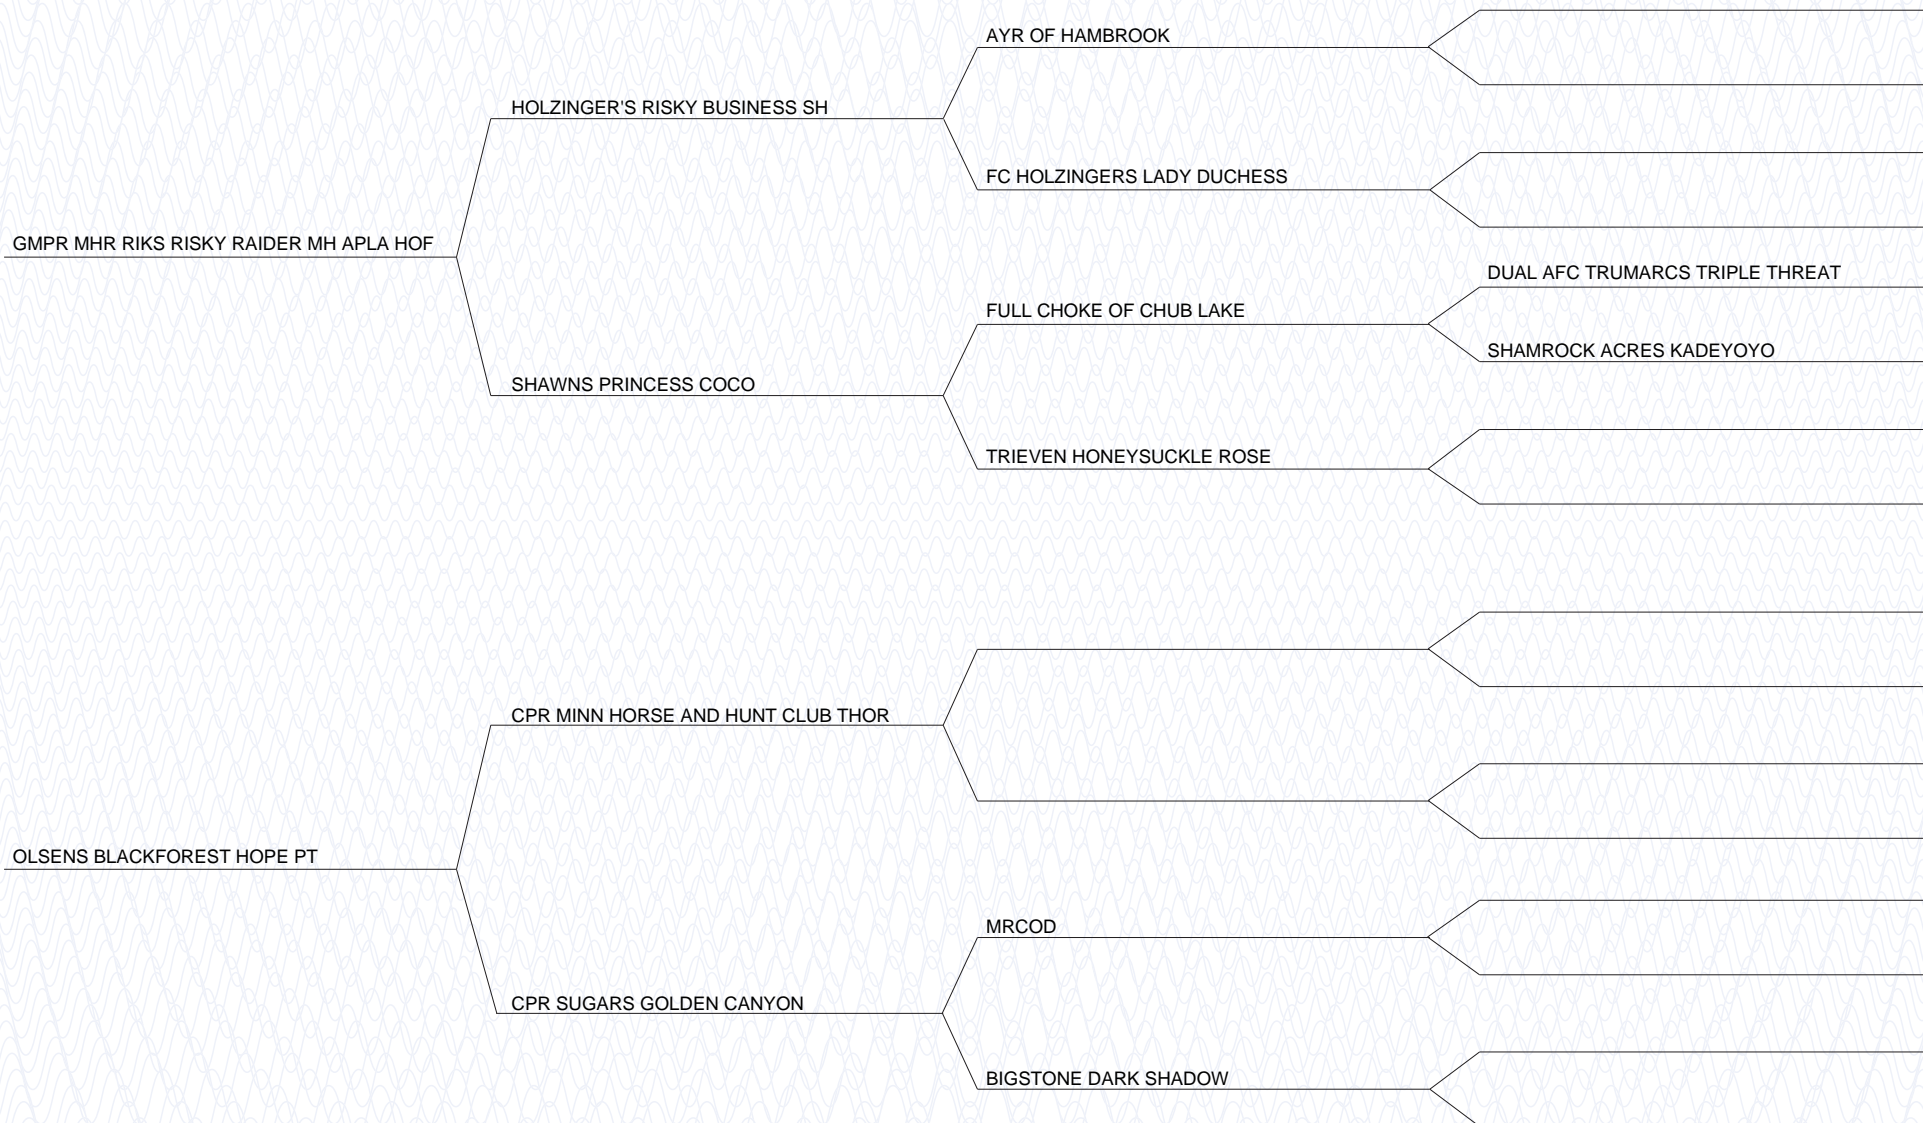 AYR OF HAMBROOK
HOLZINGER'S RISKY BUSINESS SH
FC HOLZINGERS LADY DUCHESS
GMPR MHR RIKS RISKY RAIDER MH APLA HOF
DUAL AFC TRUMARCS TRIPLE THREAT
FULL CHOKE OF CHUB LAKE
SHAMROCK ACRES KADEYOYO
SHAWNS PRINCESS COCO
TRIEVEN HONEYSUCKLE ROSE
CPR MINN HORSE AND HUNT CLUB THOR
OLSENS BLACKFOREST HOPE PT
MRCOD
CPR SUGARS GOLDEN CANYON
BIGSTONE DARK SHADOW